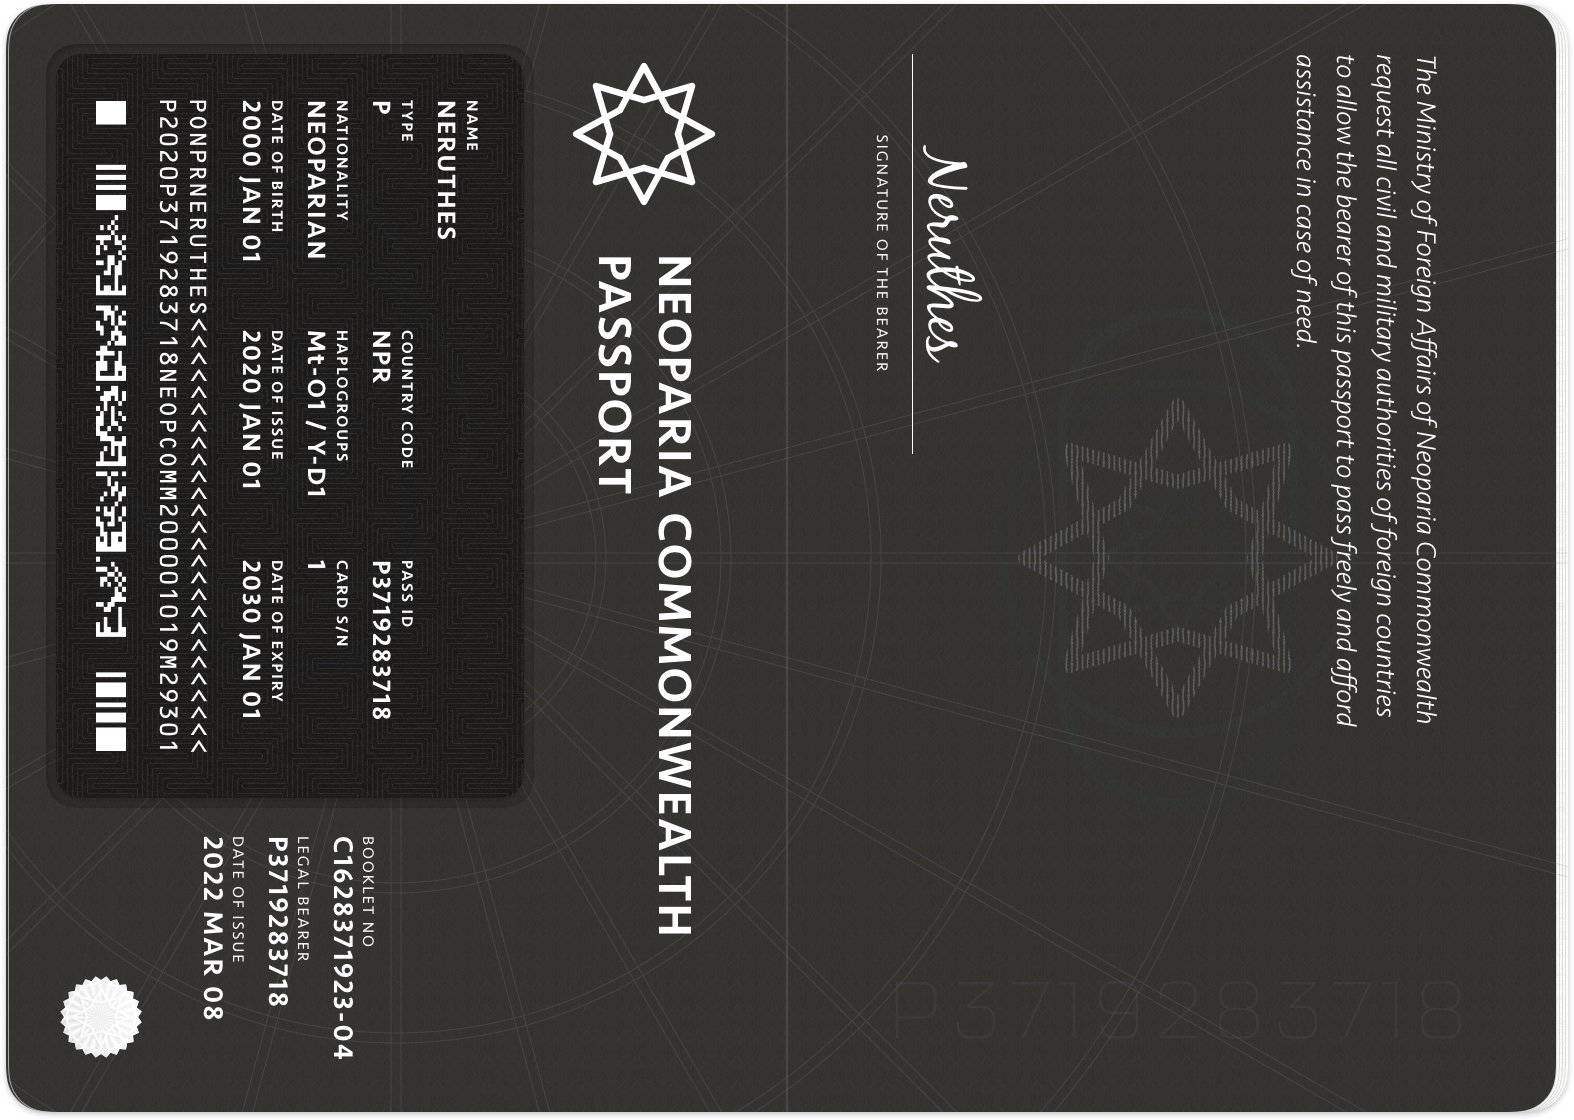 The Ministry of Foreign Affairs of Neoparia Commonwealth
request all civil and military authorities of foreign countries
to allow the bearer of this passport to pass freely and afford
assistance in case of need.
Neruthes
SIGNATURE OF THE BEARER
P3719283718
NEOPARIA COMMONWEALTH
PASSPORT
NAME
NERUTHES
TYPE COUNTRY CODE PASS ID
P NPR P3719283718
NATIONALITY HAPLOGROUPS CARD S/N
NEOPARIAN Mt-O1 / Y-D1 1
DATE OF BIRTH DATE OF ISSUE DATE OF EXPIRY
2000 JAN 01 2020 JAN 01 2030 JAN 01
PONPRNERUTHES<<<<<<<<<<<<<<<<<<<<<<<<<<
P2020P3719283718NEOPCOMM200001019M29301
BOOKLET NO
C1628371923-04
LEGAL BEARER
P3719283718
DATE OF ISSUE
2022 MAR 08